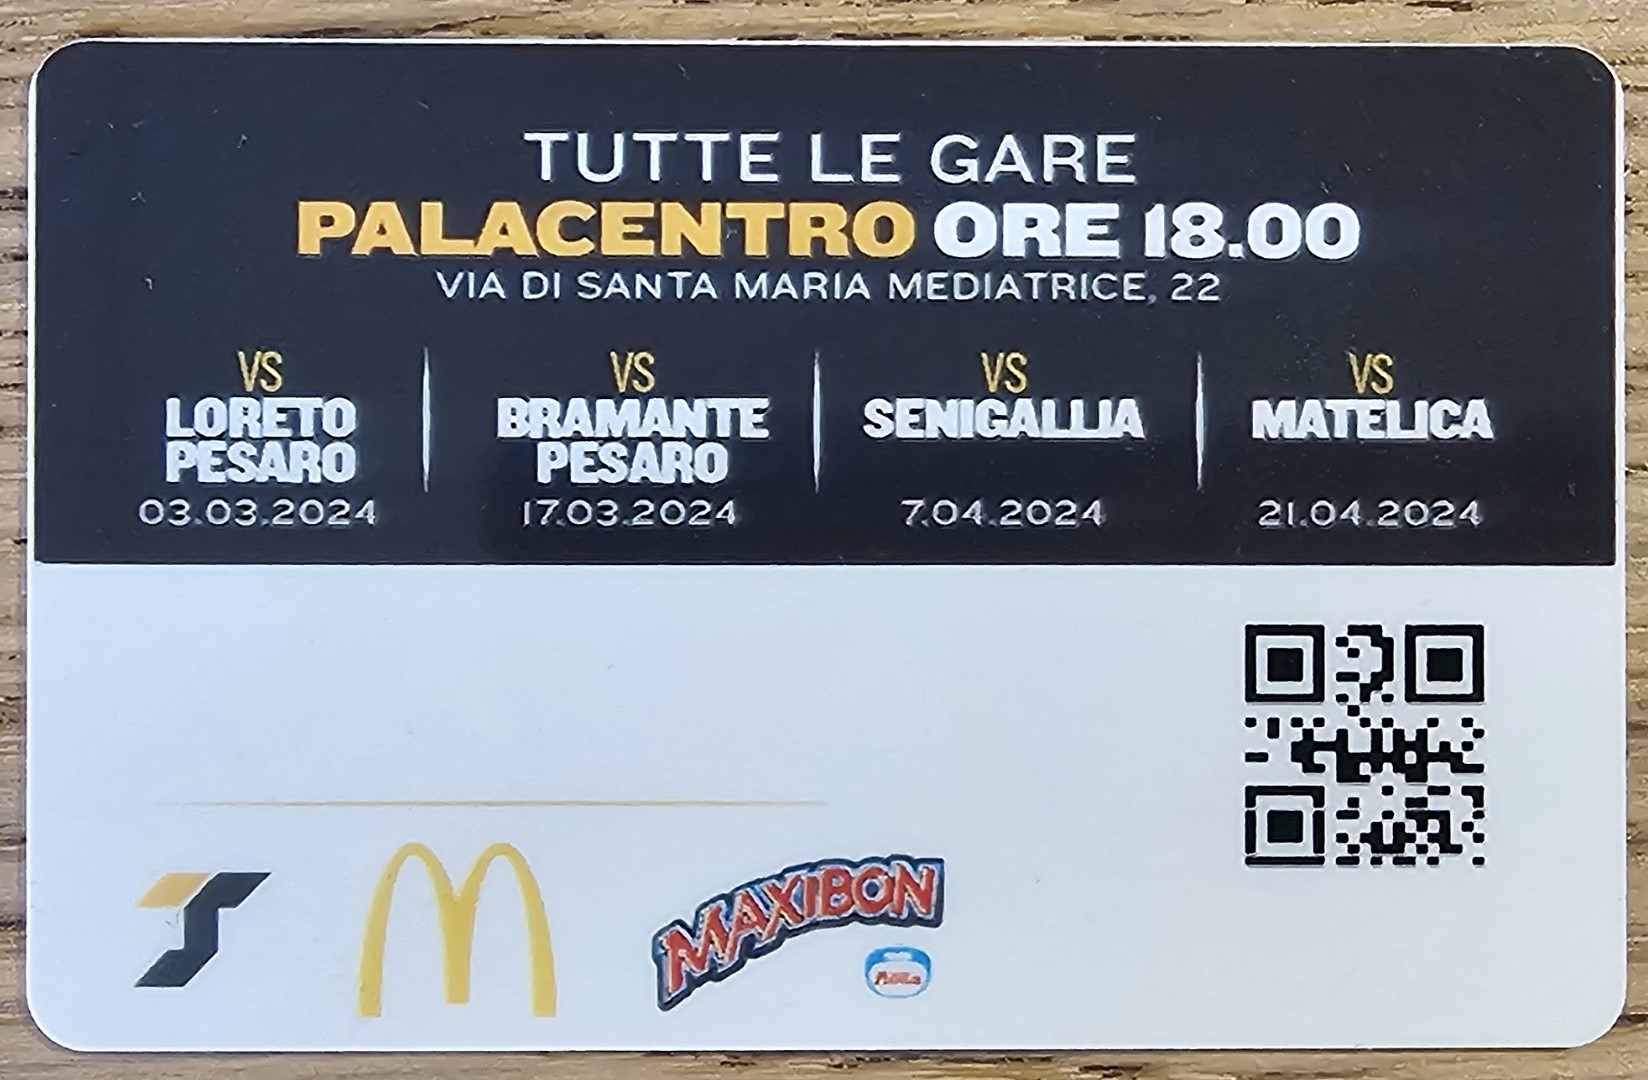 TUTTE LE GARE
PALACENTRO ORE 18.00
VIA DI SANTA MARIA MEDIATRICE, 22
VS
LORETO
PESARO
03.03.2024
VS
BRAMANTE
PESARO
17.03.2024
VS
SENIGALLIA
7.04.2024
VS
MATELICA
21.04.2024
MAXIBON